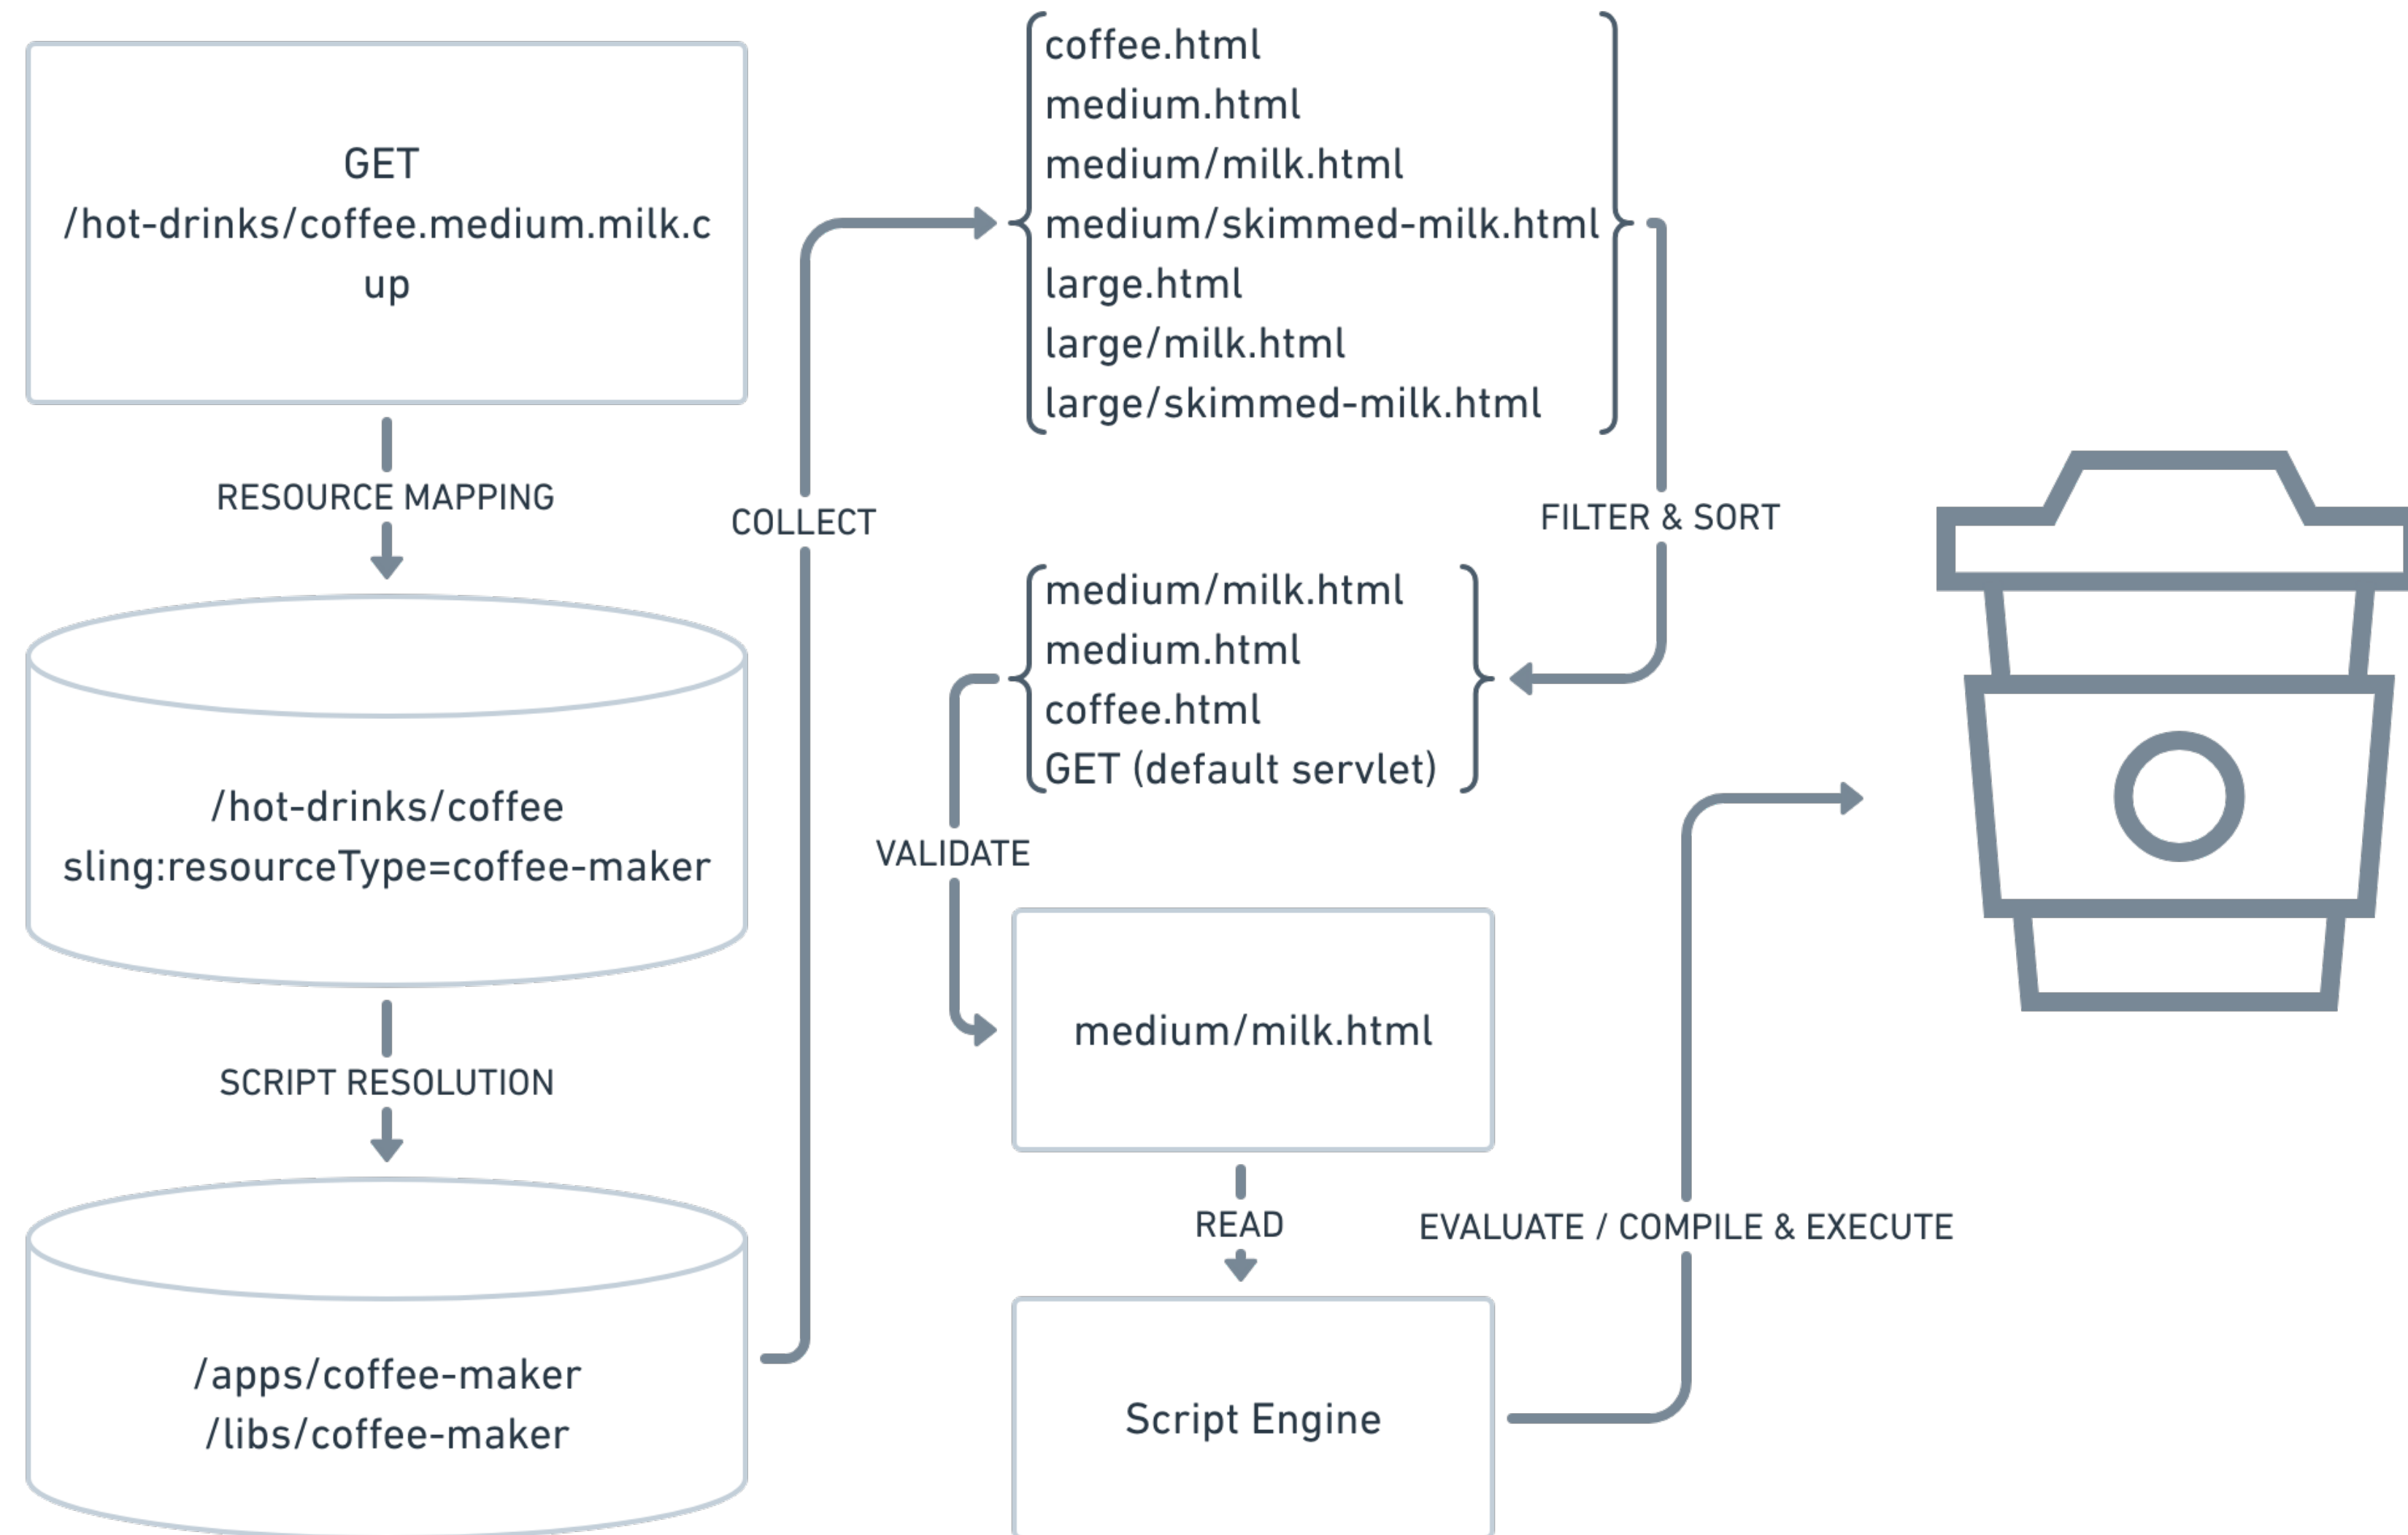 GET
/hot-drinks/coffee.medium.milk.c
up
RESOURCE MAPPING
/hot-drinks/coffee
sling:resourceType=coffee-maker
SCRIPT RESOLUTION
/apps/coffee-maker
/libs/coffee-maker
COLLECT
coffee.html
medium.html
medium/milk.html
medium/skimmed-milk.html
large.html
large/milk.html
large/skimmed-milk.html
FILTER & SORT
medium/milk.html
medium.html
coffee.html
GET (default servlet)
VALIDATE
medium/milk.html
READ
Script Engine
EVALUATE / COMPILE & EXECUTE